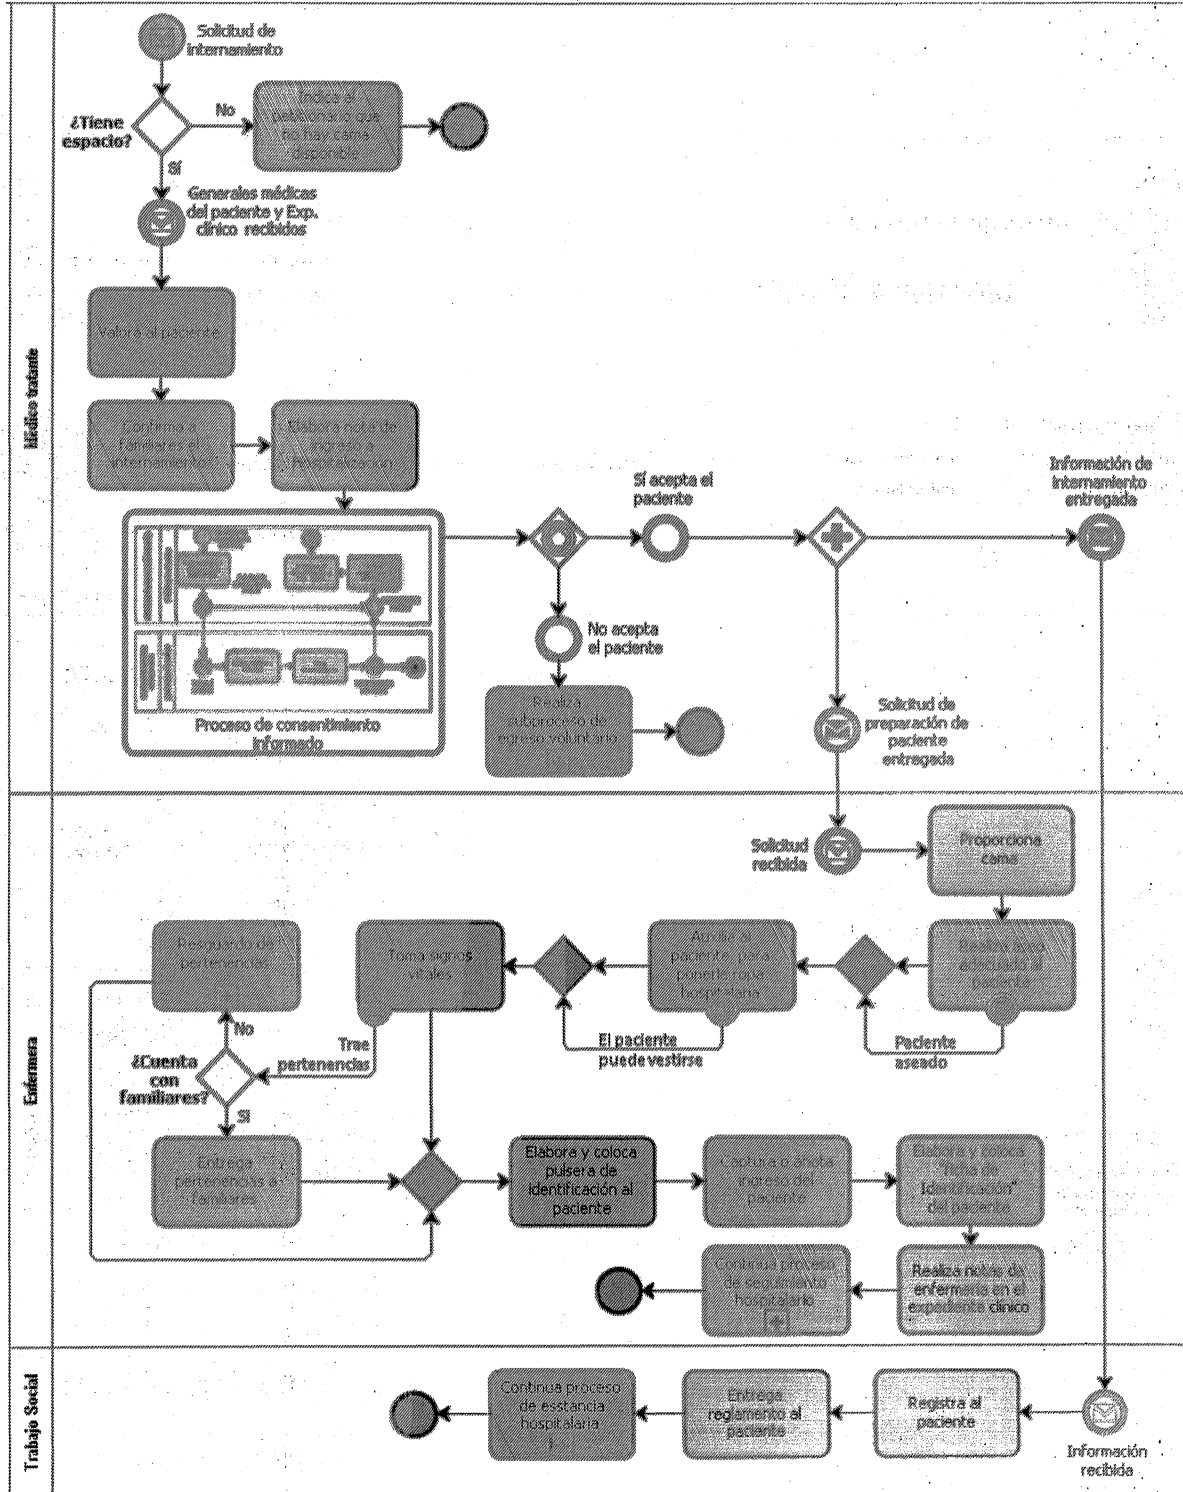 Solicitud de
internamiento
¿Tiene
espacio?
No
Indica al
peticionario que
no hay cama
disponible
Sí
Generales médicas
del paciente y Exp.
clínico recibidos
Médico tratante
Valora al paciente
Confirma a
familiares el
internamiento
Elabora nota de
ingreso a
hospitalización
Sí acepta el
paciente
Información de
internamiento
entregada
No acepta
el paciente
Proceso de consentimiento
informado
Realiza
subproceso de
egreso voluntario
Solicitud de
preparación de
paciente
entregada
Enfermera
Solicitud
recibida
Proporciona
cama
Realiza aseo
adecuado al
paciente
Paciente
aseado
Auxilia al
paciente, para
ponerle ropa
hospitalaria
El paciente
puede vestirse
Toma signos
vitales
Trae
pertenencias
Resguardo de
pertenencias
No
¿Cuenta
con
familiares?
Sí
Entrega
pertenencias a
familiares
Elabora y coloca
pulsera de
identificación al
paciente
Captura o anota
ingreso del
paciente
Elabora y coloca
"ficha de
Identificación"
del paciente
Realiza notas de
enfermería en el
expediente clínico
Continua proceso
de seguimiento
hospitalario
Trabajo Social
Continua proceso
de esstancia
hospitalaria
Entrega
reglamento al
paciente
Registra al
paciente
Información
recibida